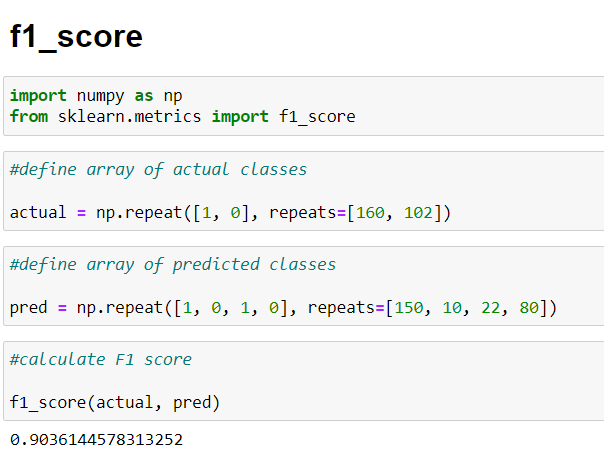 f1_score
import numpy as np
from sklearn.metrics import f1_score
#define array of actual classes
actual = np.repeat([1, 0], repeats=[160, 102])
#define array of predicted classes
pred = np.repeat([1, 0, 1, 0], repeats=[150, 10, 22, 80])
#calculate F1 score
f1_score(actual, pred)
0.9036144578313252